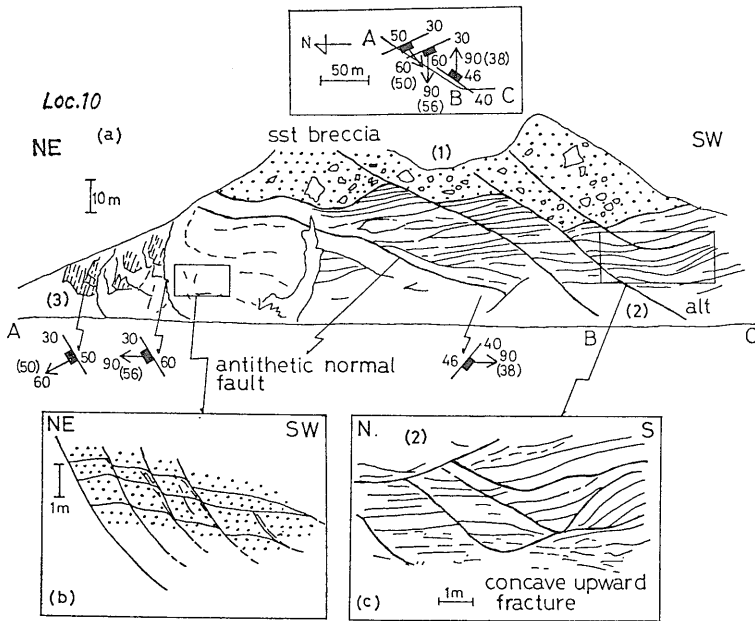 A
50
30
30
N
60
(50)
60
90
(56)
90(38)
46
50 m
B
40
C
Loc.10
(a)
NE
sst breccia
(1)
SW
10 m
(3)
(2)
alt
A
B
C
30
50
(50)
60
30
60
90
(56)
antithetic normal
fault
40
46
90
(38)
NE
SW
1m
(b)
N.
(2)
S
(c)
1m
concave upward
fracture